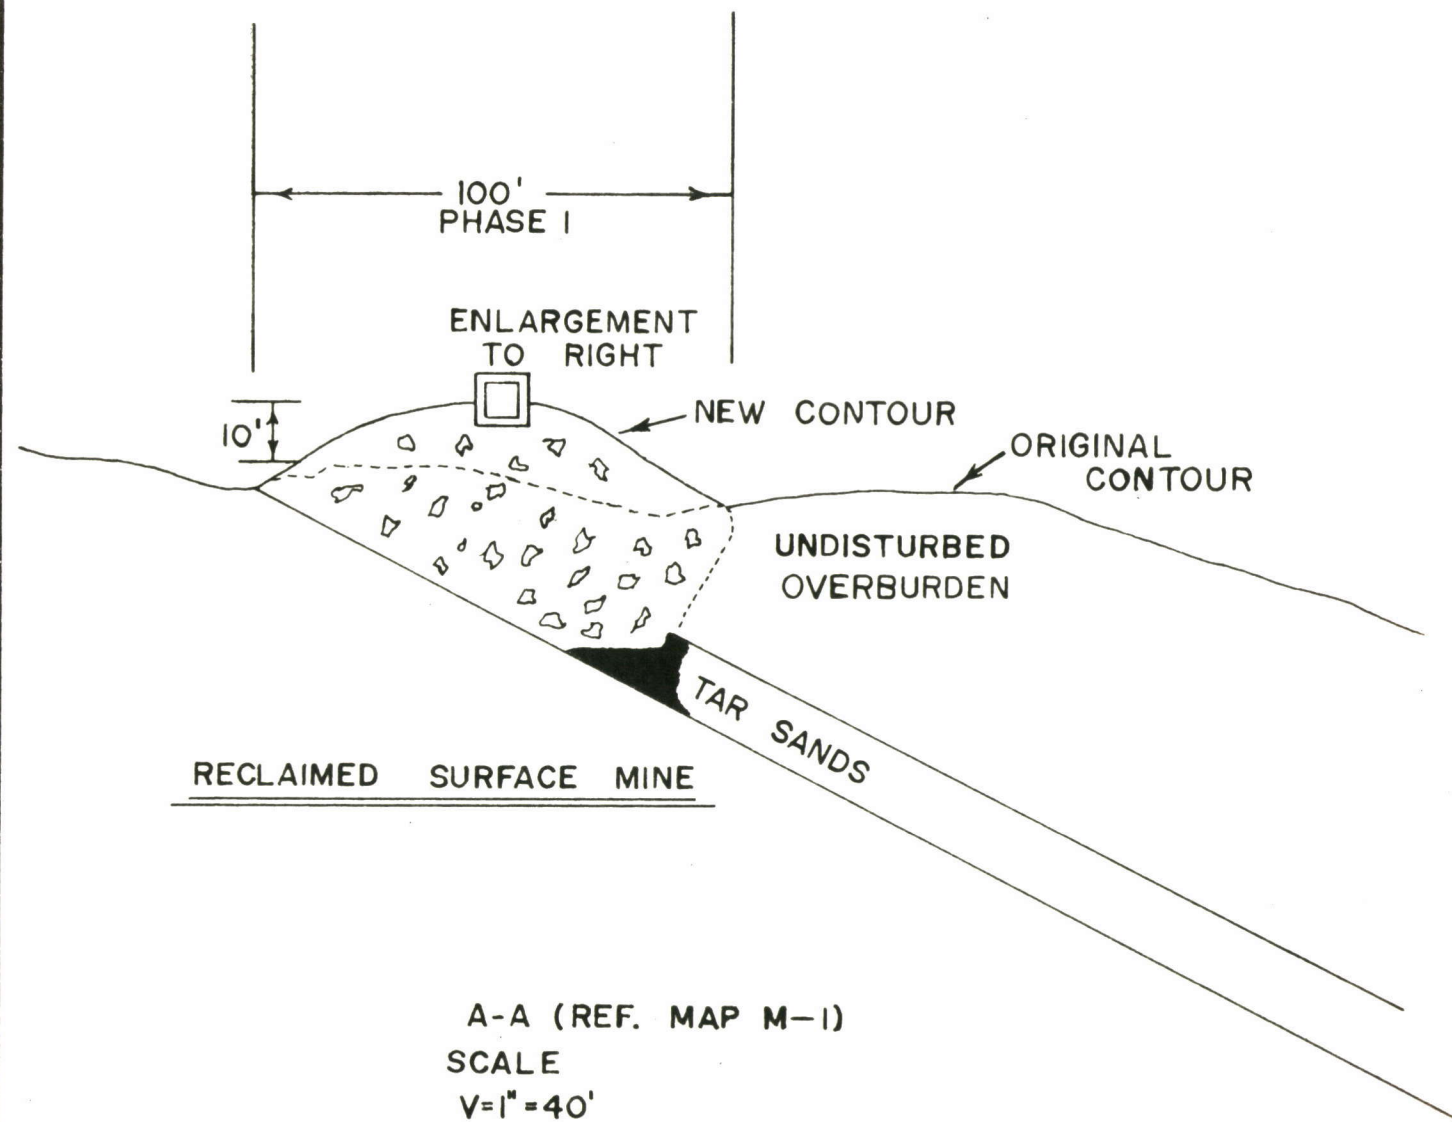 100'
PHASE 1
ENLARGEMENT
TO RIGHT
10'
NEW CONTOUR
ORIGINAL
CONTOUR
UNDISTURBED
OVERBURDEN
TAR SANDS
RECLAIMED SURFACE MINE
A-A (REF. MAP M-1)
SCALE
V=1"=40'